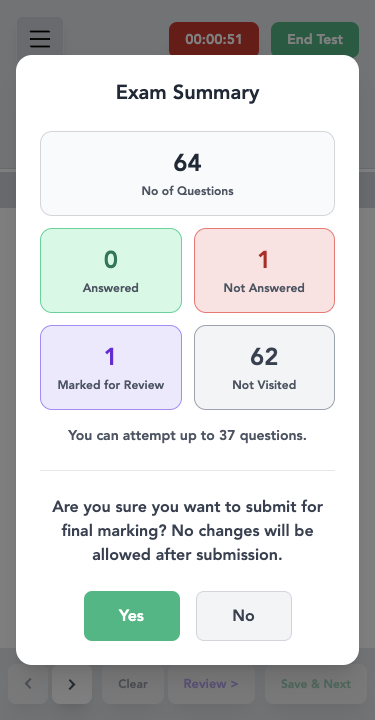 00:00:51
End Test
Exam Summary
64
No of Questions
0
Answered
1
Not Answered
1
Marked for Review
62
Not Visited
You can attempt up to 37 questions.
Are you sure you want to submit for
final marking? No changes will be
allowed after submission.
Yes
No
Clear
Review >
Save & Next